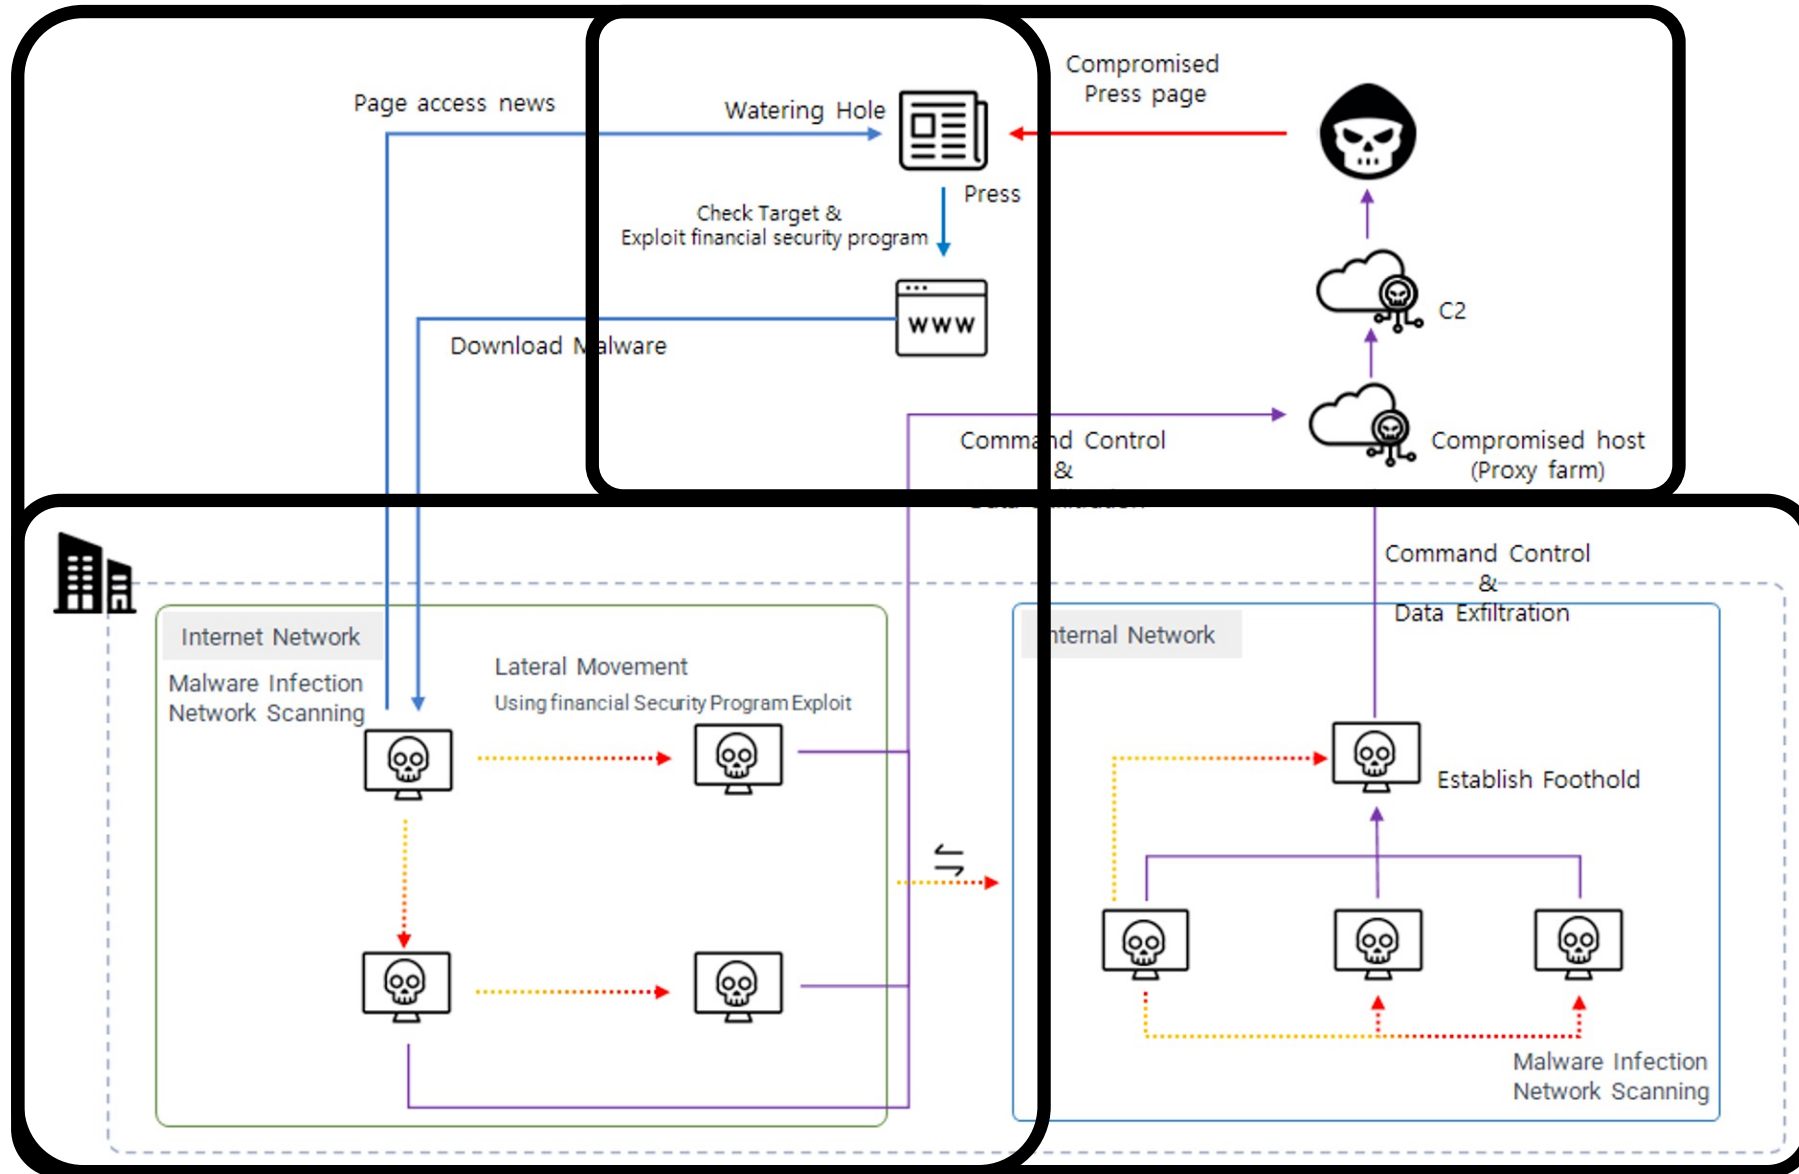 Compromised
Press page
Page access news
Watering Hole
Press
Check Target &
Exploit financial security program
WWW
C2
Download Malware
Command Control
&
Compromised host
(Proxy farm)
Command Control
&
Data Exfiltration
Internet Network
Malware Infection
Network Scanning
Lateral Movement
Using financial Security Program Exploit
Internal Network
Establish Foothold
Malware Infection
Network Scanning